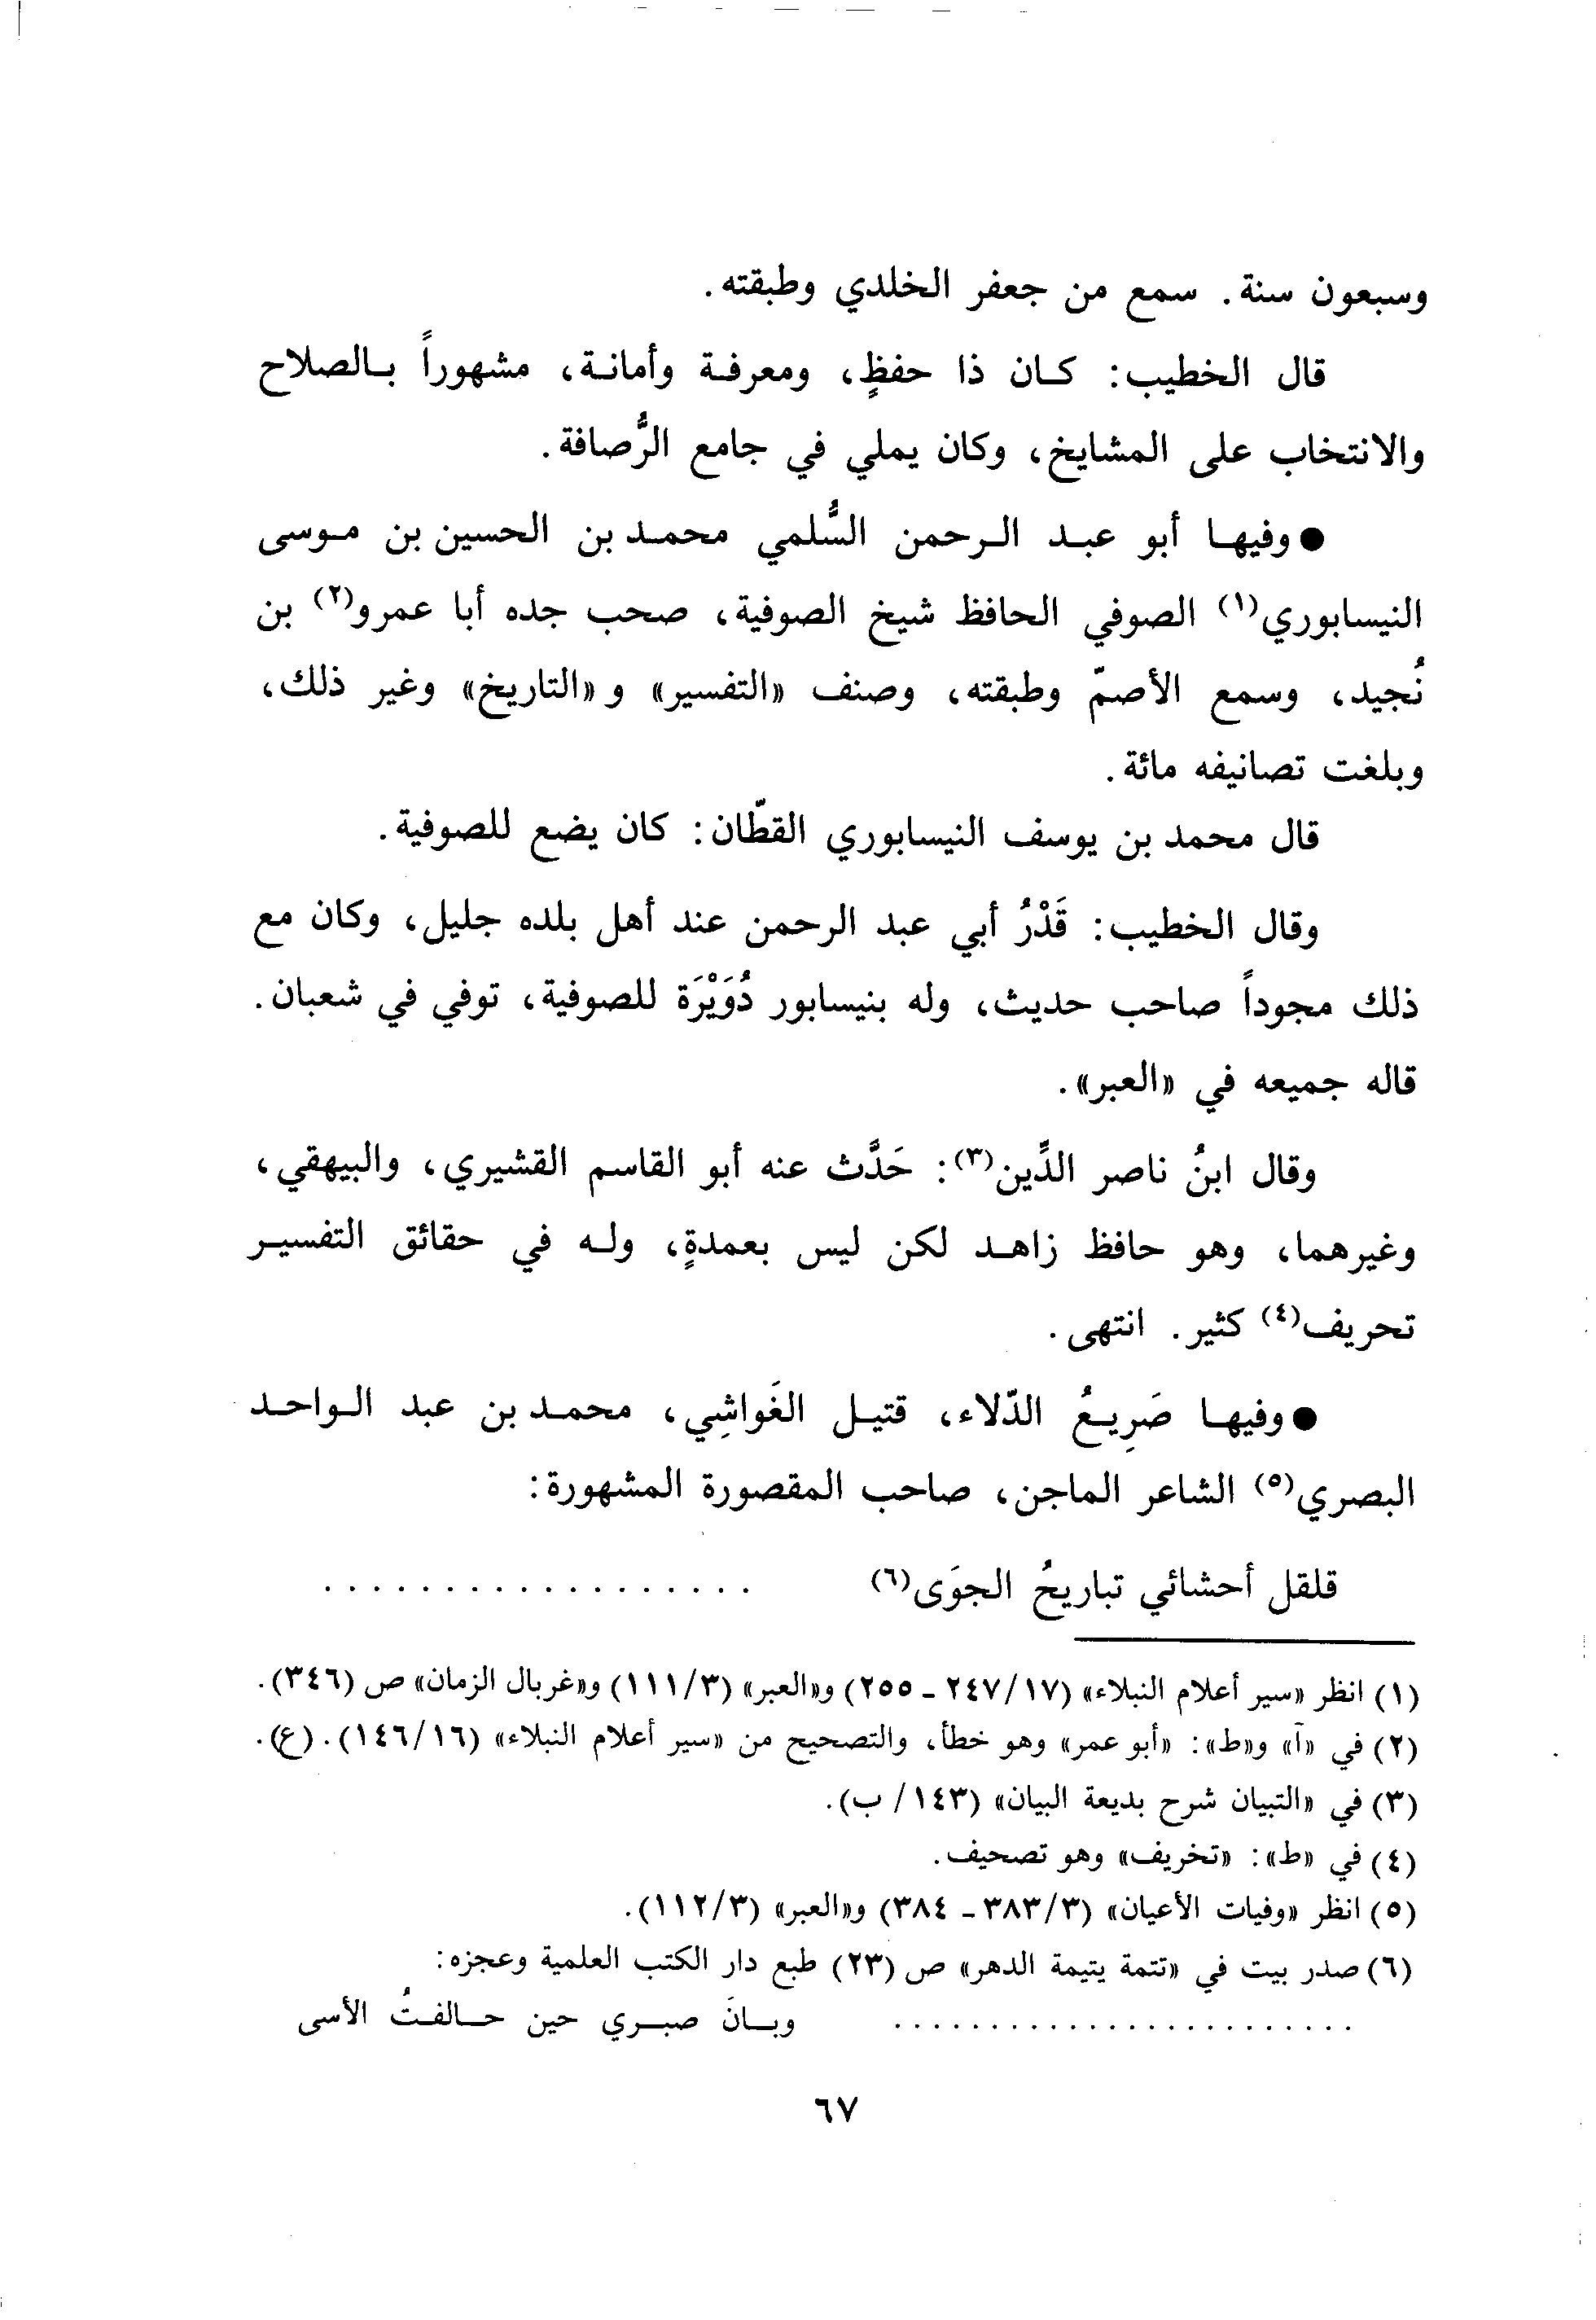 وسبعون سنة. سمع من جعفر الخلدي وطبقته.
قال الخطيب: كان ذا حفظٍ، ومعرفة وأمانة، مشهوراً بالصلاح
والانتخاب على المشايخ، وكان يملي في جامع الرُّصافة.
● وفيها أبو عبد الرحمن السُّلمي محمد بن الحسين بن موسى
النيسابوري(١) الصوفي الحافظ شيخ الصوفية، صحب جده أبا عمرو(٢) بن
نُجيد، وسمع الأصمّ وطبقته، وصنف «التفسير» و «التاريخ» وغير ذلك،
وبلغت تصانيفه مائة.
قال محمد بن يوسف النيسابوري القطّان: كان يضع للصوفية.
وقال الخطيب: قَدْرُ أبي عبد الرحمن عند أهل بلده جليل، وكان مع
ذلك مجوداً صاحب حديث، وله بنيسابور دُوَيْرَة للصوفية، توفي في شعبان.
قاله جميعه في «العبر».
وقال ابنُ ناصر الدِّين(٣): حَدَّث عنه أبو القاسم القشيري، والبيهقي،
وغيرهما، وهو حافظ زاهد لكن ليس بعمدةٍ، وله في حقائق التفسير
تحريف(٤) كثير. انتهى.
● وفيها صَرِيعُ الدّلاء، قتيل الغَواشِي، محمد بن عبد الواحد
البصري(٥) الشاعر الماجن، صاحب المقصورة المشهورة:
قلقل أحشائي تباريحُ الجوَى(٦) ..................
(١) انظر «سير أعلام النبلاء» (٢٤٧/١٧ ـ ٢٥٥) و«العبر» (١١١/٣) و«غربال الزمان» ص (٣٤٦).
(٢) في «آ» و«ط»: «أبو عمر» وهو خطأ، والتصحيح من «سير أعلام النبلاء» (١٤٦/١٦). (ع).
(٣) في «التبيان شرح بديعة البيان» (١٤٣/ ب).
(٤) في «ط»: «تخريف» وهو تصحيف.
(٥) انظر «وفيات الأعيان» (٣٨٣/٣ ـ ٣٨٤) و«العبر» (١١٢/٣).
(٦) صدر بيت في «تتمة يتيمة الدهر» ص (٢٣) طبع دار الكتب العلمية وعجزه:
........................ وبانَ صبري حين حالفتُ الأسى
٦٧